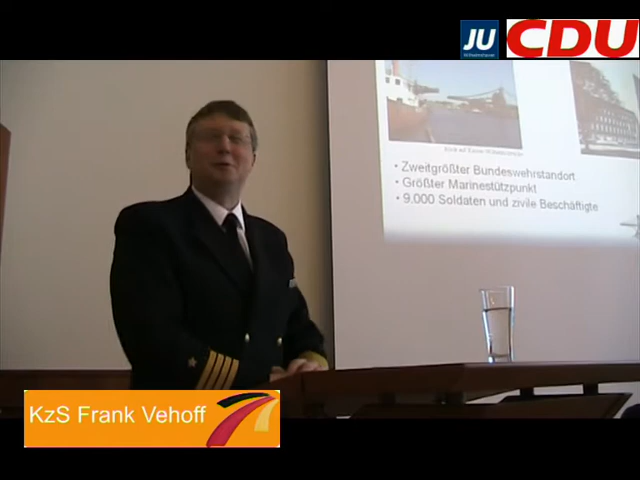 JU
CDU
• Zweitgrößter Bundeswehrstandort
• Größter Marinestützpunkt
• 9.000 Soldaten und zivile Beschäftigte
KzS Frank Vehoff